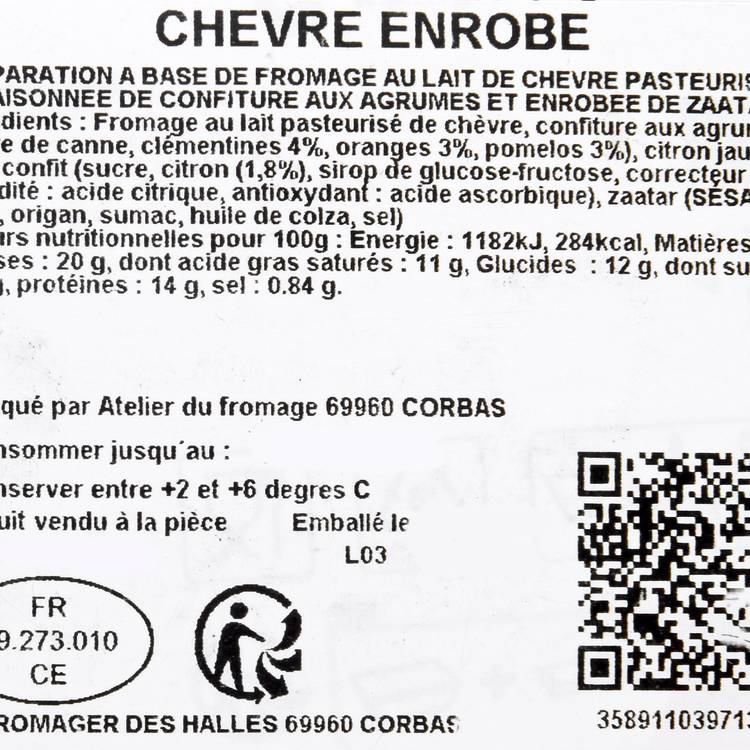 CHEVRE ENROBE
PARATION A BASE DE FROMAGE AU LAIT DE CHEVRE PASTEURIS
AISONNEE DE CONFITURE AUX AGRUMES ET ENROBEE DE ZAATA
dients : Fromage au lait pasteurisé de chèvre, confiture aux agrum
e de canne, clémentines 4%, oranges 3%, pomelos 3%), citron jau
confit (sucre, citron (1,8%), sirop de glucose-fructose, correcteur
dité : acide citrique, antioxydant : acide ascorbique), zaatar (SESA
, origan, sumac, huile de colza, sel)
urs nutritionnelles pour 100g : Energie : 1182kJ, 284kcal, Matières
ses : 20 g, dont acide gras saturés : 11 g, Glucides : 12 g, dont su
, protéines : 14 g, sel : 0.84 g.
qué par Atelier du fromage 69960 CORBAS
nsommer jusqu'au :
nserver entre +2 et +6 degres C
uit vendu à la pièce Emballé le
L03
FR
9.273.010
CE
ROMAGER DES HALLES 69960 CORBAS
358911039713